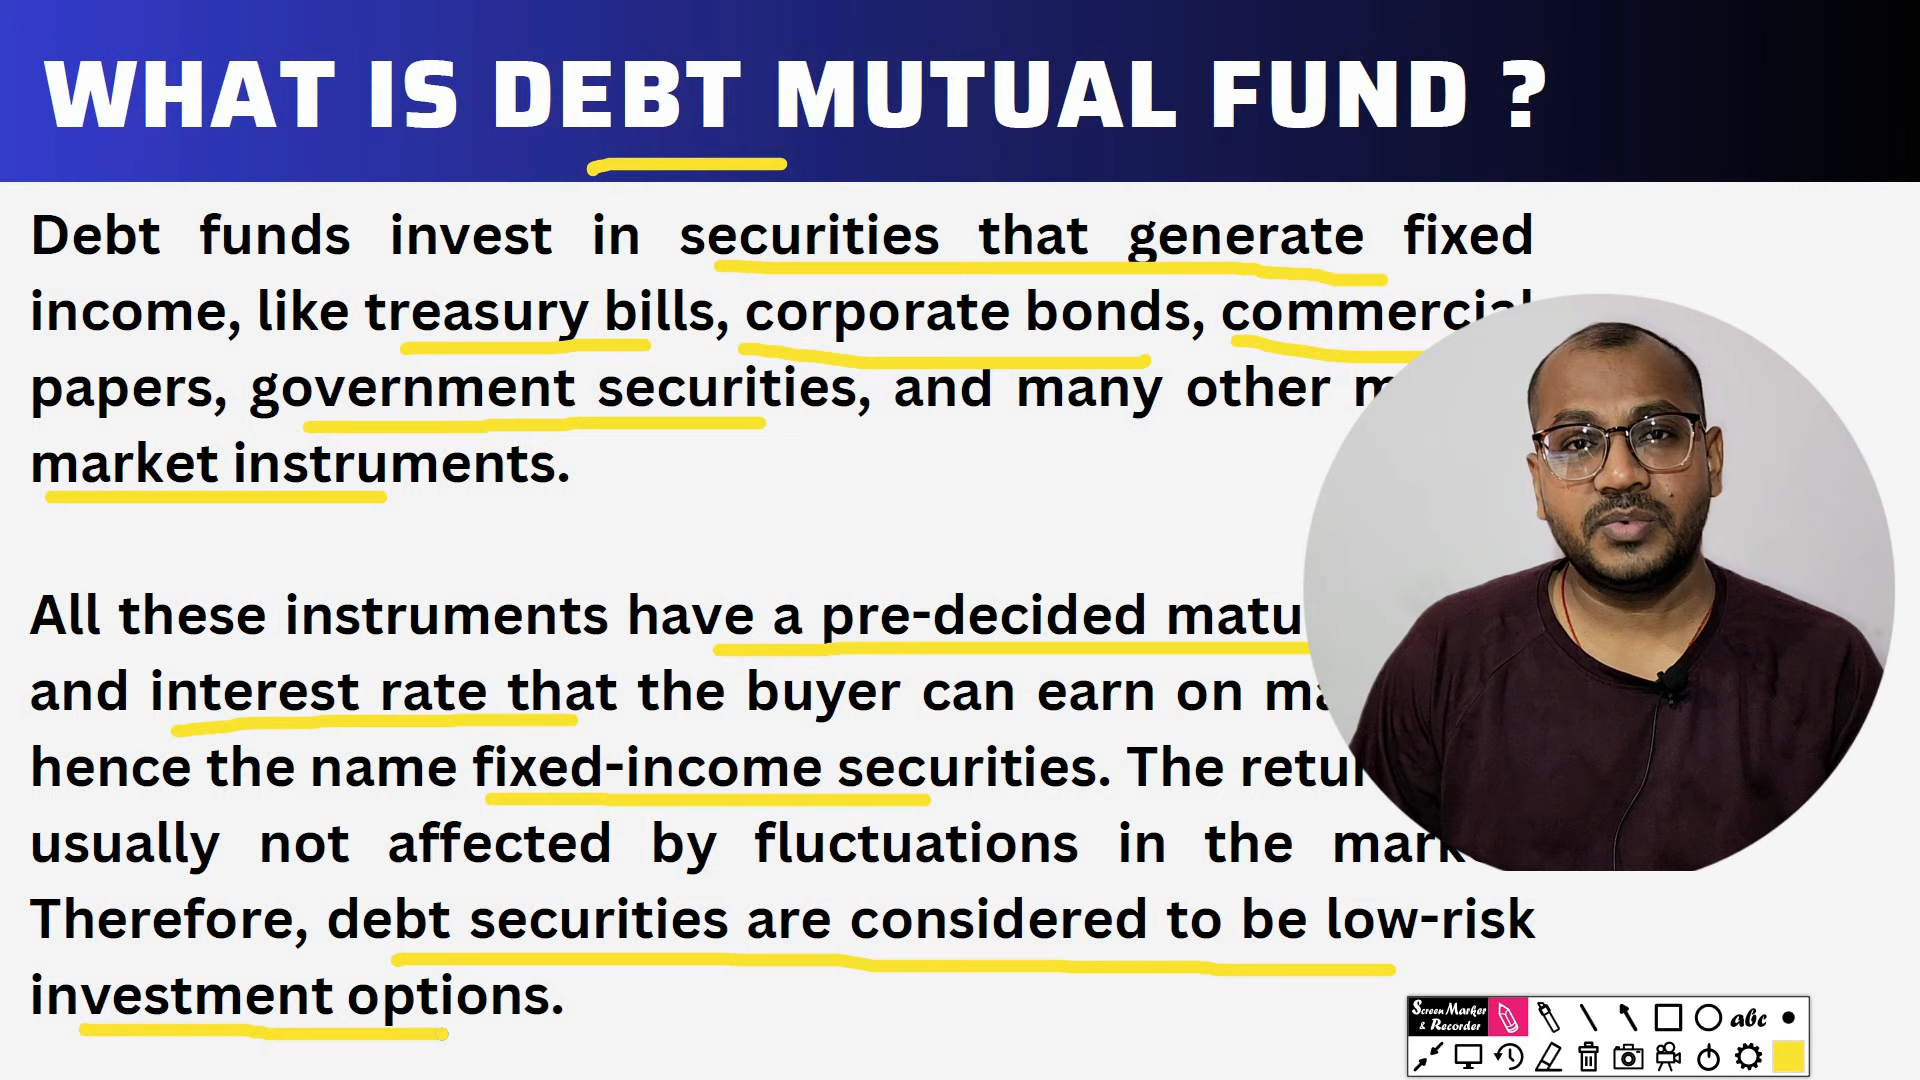 WHAT IS DEBT MUTUAL FUND ?
Debt funds invest in securities that generate fixed
income, like treasury bills, corporate bonds, commercial
papers, government securities, and many other
market instruments.
All these instruments have a pre-decided
and interest rate that the buyer can earn on
hence the name fixed-income securities. The
usually not affected by fluctuations in the
Therefore, debt securities are considered to be low-risk
investment options.
Screen Marker
& Recorder
abc